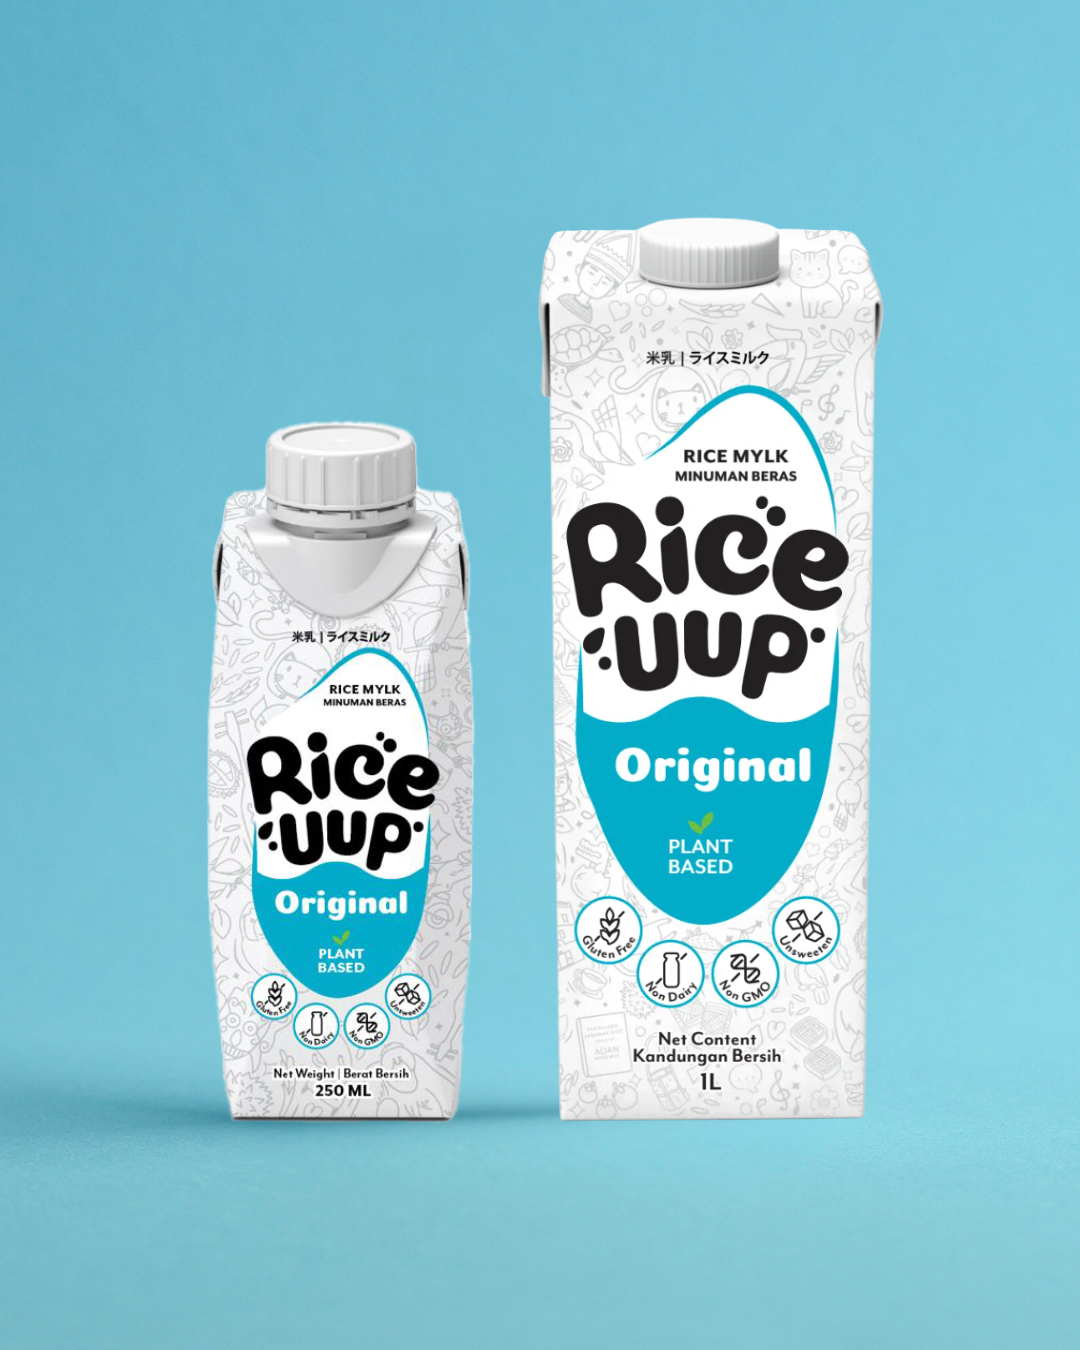 米乳 | ライスミルク
RICE MYLK
MINUMAN BERAS
Rice
UUP
Original
PLANT
BASED
Gluten Free
Non Dairy
Non GMO
Unsweeten
Net Weight | Berat Bersih
250 ML
米乳 | ライスミルク
RICE MYLK
MINUMAN BERAS
Rice
UUP
Original
PLANT
BASED
Gluten Free
Non Dairy
Non GMO
Unsweeten
ADAN
Net Content
Kandungan Bersih
1L